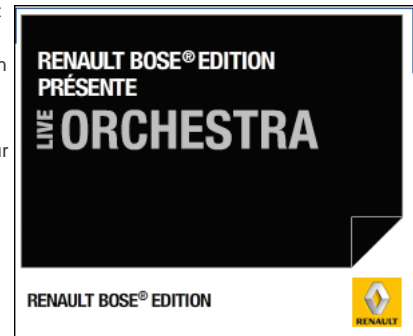 RENAULT BOSE® EDITION
PRÉSENTE
LIVE ORCHESTRA
RENAULT BOSE® EDITION
RENAULT